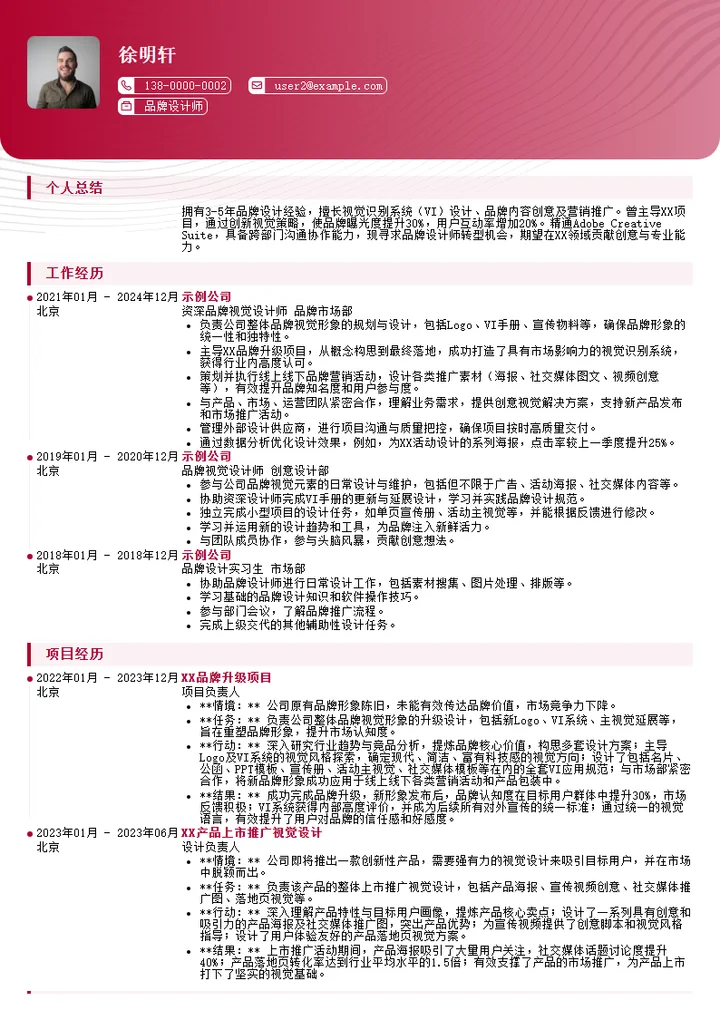 徐明轩
138-0000-0002
user2@example.com
品牌设计师
个人总结
拥有3-5年品牌设计经验，擅长视觉识别系统（VI）设计、品牌内容创意及营销推广。曾主导XX项
目，通过创新视觉策略，使品牌曝光度提升30%，用户互动率增加20%。精通Adobe Creative
Suite，具备跨部门沟通协作能力，现寻求品牌设计师转型机会，期望在XX领域贡献创意与专业能
力。
工作经历
2021年01月 - 2024年12月 示例公司
北京 资深品牌视觉设计师 品牌市场部
• 负责公司整体品牌视觉形象的规划与设计，包括Logo、VI手册、宣传物料等，确保品牌形象的
统一性和独特性。
• 主导XX品牌升级项目，从概念构思到最终落地，成功打造了具有市场影响力的视觉识别系统，
获得行业内高度认可。
• 策划并执行线上线下品牌营销活动，设计各类推广素材（海报、社交媒体图文、视频创意
等），有效提升品牌知名度和用户参与度。
• 与产品、市场、运营团队紧密合作，理解业务需求，提供创意视觉解决方案，支持新产品发布
和市场推广活动。
• 管理外部设计供应商，进行项目沟通与质量把控，确保项目按时高质量交付。
• 通过数据分析优化设计效果，例如，为XX活动设计的系列海报，点击率较上一季度提升25%。
2019年01月 - 2020年12月 示例公司
北京 品牌视觉设计师 创意设计部
• 参与公司品牌视觉元素的日常设计与维护，包括但不限于广告、活动海报、社交媒体内容等。
• 协助资深设计师完成VI手册的更新与延展设计，学习并实践品牌设计规范。
• 独立完成小型项目的设计任务，如单页宣传册、活动主视觉等，并能根据反馈进行修改。
• 学习并运用新的设计趋势和工具，为品牌注入新鲜活力。
• 与团队成员协作，参与头脑风暴，贡献创意想法。
2018年01月 - 2018年12月 示例公司
北京 品牌设计实习生 市场部
• 协助品牌设计师进行日常设计工作，包括素材搜集、图片处理、排版等。
• 学习基础的品牌设计知识和软件操作技巧。
• 参与部门会议，了解品牌推广流程。
• 完成上级交代的其他辅助性设计任务。
项目经历
2022年01月 - 2023年12月 XX品牌升级项目
北京 项目负责人
• **情境：** 公司原有品牌形象陈旧，未能有效传达品牌价值，市场竞争力下降。
• **任务：** 负责公司整体品牌视觉形象的升级设计，包括新Logo、VI系统、主视觉延展等，
旨在重塑品牌形象，提升市场认知度。
• **行动：** 深入研究行业趋势与竞品分析，提炼品牌核心价值，构思多套设计方案；主导
Logo及VI系统的视觉风格探索，确定现代、简洁、富有科技感的视觉方向；设计了包括名片、
公函、PPT模板、宣传册、活动主视觉、社交媒体模板等在内的全套VI应用规范；与市场部紧密
合作，将新品牌形象成功应用于线上线下各类营销活动和产品包装中。
• **结果：** 成功完成品牌升级，新形象发布后，品牌认知度在目标用户群体中提升30%，市场
反馈积极；VI系统获得内部高度评价，并成为后续所有对外宣传的统一标准；通过统一的视觉
语言，有效提升了用户对品牌的信任感和好感度。
2023年01月 - 2023年06月 XX产品上市推广视觉设计
北京 设计负责人
• **情境：** 公司即将推出一款创新性产品，需要强有力的视觉设计来吸引目标用户，并在市场
中脱颖而出。
• **任务：** 负责该产品的整体上市推广视觉设计，包括产品海报、宣传视频创意、社交媒体推
广图、落地页视觉等。
• **行动：** 深入理解产品特性与目标用户画像，提炼产品核心卖点；设计了一系列具有创意和
吸引力的产品海报及社交媒体推广图，突出产品优势；为宣传视频提供了创意脚本和视觉风格
指导；设计了用户体验友好的产品落地页视觉方案。
• **结果：** 上市推广活动期间，产品海报吸引了大量用户关注，社交媒体话题讨论度提升
40%；产品落地页转化率达到行业平均水平的1.5倍；有效支撑了产品的市场推广，为产品上市
打下了坚实的视觉基础。